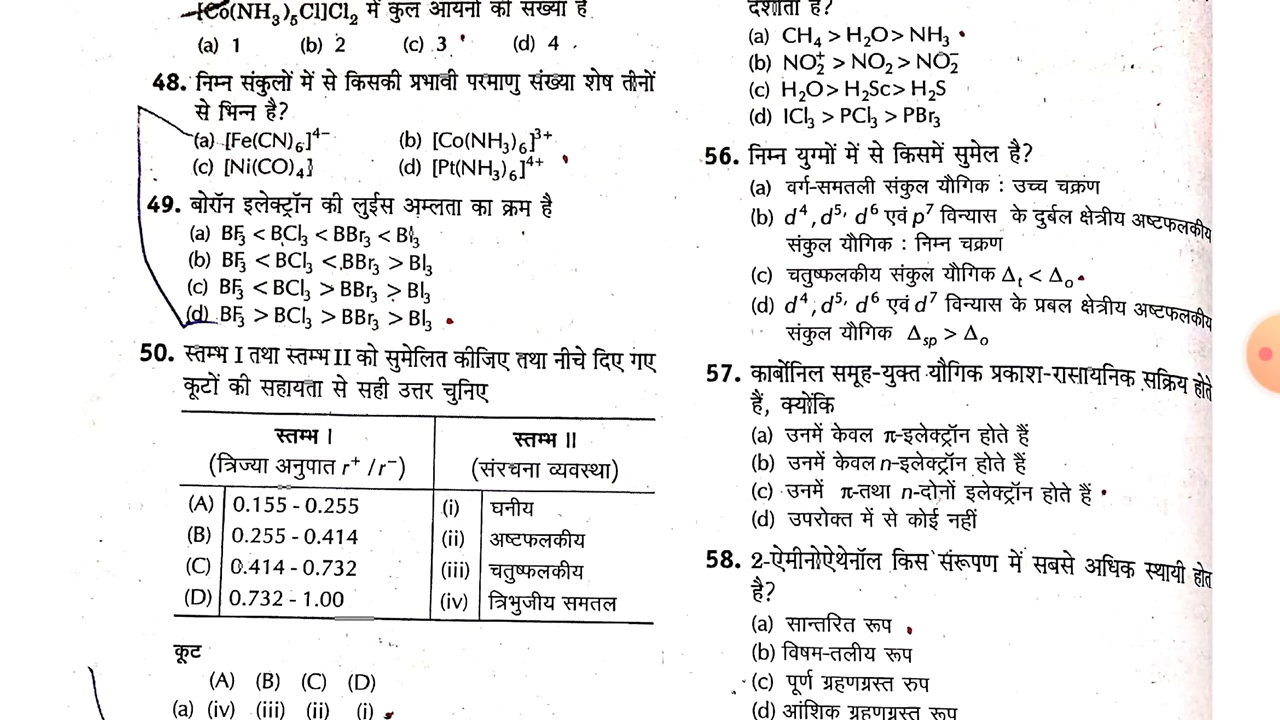 [Co(NH₃)₅Cl]Cl₂ में कुल आयनों की संख्या है
(a) 1 (b) 2 (c) 3 (d) 4
48. निम्न संकुलों में से किसकी प्रभावी परमाणु संख्या शेष तीनों
से भिन्न है?
(a) [Fe(CN)₆]⁴⁻ (b) [Co(NH₃)₆]³⁺
(c) [Ni(CO)₄] (d) [Pt(NH₃)₆]⁴⁺
49. बोरॉन इलेक्ट्रॉन की लुईस अम्लता का क्रम है
(a) BF₃ < BCl₃ < BBr₃ < BI₃
(b) BF₃ < BCl₃ < BBr₃ > BI₃
(c) BF₃ < BCl₃ > BBr₃ > BI₃
(d) BF₃ > BCl₃ > BBr₃ > BI₃
50. स्तम्भ I तथा स्तम्भ II को सुमेलित कीजिए तथा नीचे दिए गए
कूटों की सहायता से सही उत्तर चुनिए
स्तम्भ I स्तम्भ II
(त्रिज्या अनुपात r⁺ /r⁻) (संरचना व्यवस्था)
(A) 0.155 - 0.255 (i) घनीय
(B) 0.255 - 0.414 (ii) अष्टफलकीय
(C) 0.414 - 0.732 (iii) चतुष्फलकीय
(D) 0.732 - 1.00 (iv) त्रिभुजीय समतल
कूट
(A) (B) (C) (D)
(a) (iv) (iii) (ii) (i)
दर्शाता है?
(a) CH₄ > H₂O > NH₃
(b) NO₂⁺ > NO₂ > NO₂⁻
(c) H₂O > H₂Sc > H₂S
(d) ICl₃ > PCl₃ > PBr₃
56. निम्न युग्मों में से किसमें सुमेल है?
(a) वर्ग-समतली संकुल यौगिक : उच्च चक्रण
(b) d⁴, d⁵, d⁶ एवं p⁷ विन्यास के दुर्बल क्षेत्रीय अष्टफलकीय
संकुल यौगिक : निम्न चक्रण
(c) चतुष्फलकीय संकुल यौगिक Δₜ < Δₒ
(d) d⁴, d⁵, d⁶ एवं d⁷ विन्यास के प्रबल क्षेत्रीय अष्टफलकीय
संकुल यौगिक Δsp > Δₒ
57. कार्बोनिल समूह-युक्त यौगिक प्रकाश-रासायनिक सक्रिय होते
हैं, क्योंकि
(a) उनमें केवल π-इलेक्ट्रॉन होते हैं
(b) उनमें केवल n-इलेक्ट्रॉन होते हैं
(c) उनमें π-तथा n-दोनों इलेक्ट्रॉन होते हैं
(d) उपरोक्त में से कोई नहीं
58. 2-ऐमीनोऐथेनॉल किस संरूपण में सबसे अधिक स्थायी होता
है?
(a) सान्तरित रूप
(b) विषम-तलीय रूप
(c) पूर्ण ग्रहणग्रस्त रुप
(d) आंशिक ग्रहणग्रस्त रूप